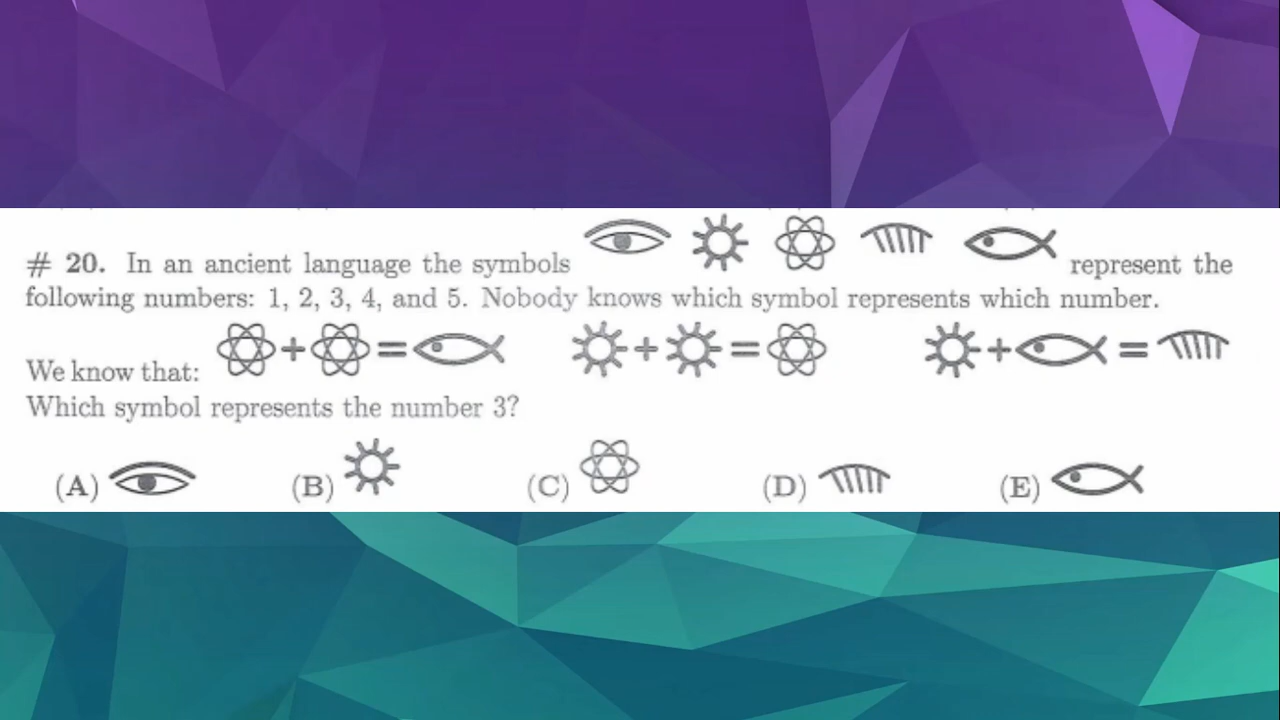 # 20. In an ancient language the symbols represent the
following numbers: 1, 2, 3, 4, and 5. Nobody knows which symbol represents which number.
We know that: + = + = + =
Which symbol represents the number 3?
(A) (B) (C) (D) (E)